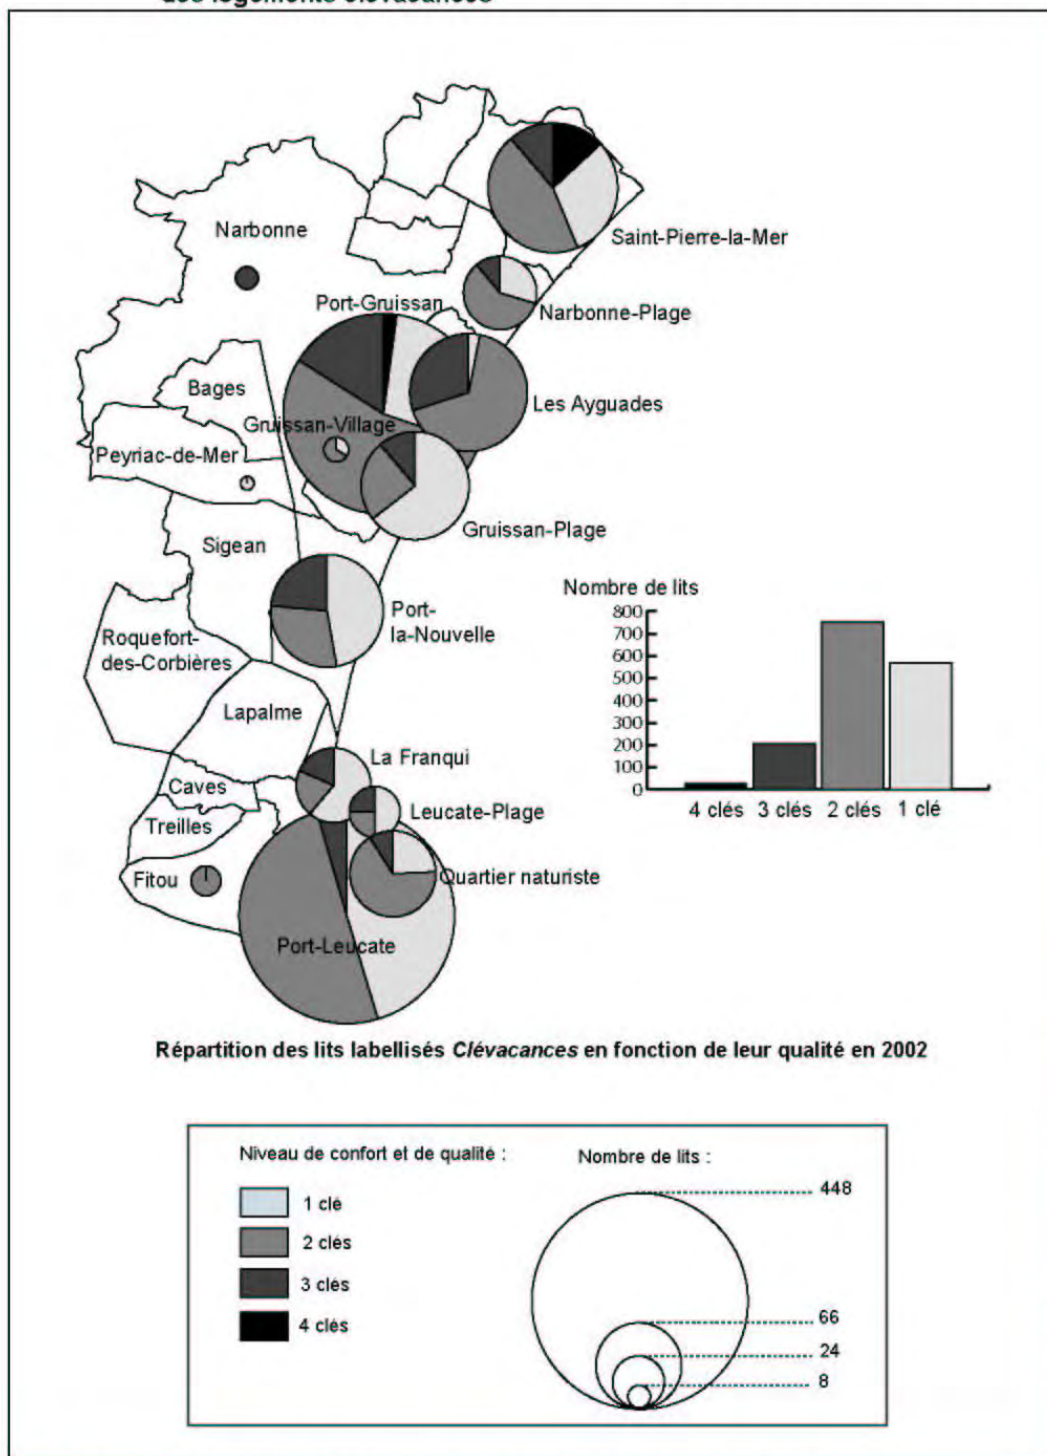 des logements clévacances
Narbonne
Saint-Pierre-la-Mer
Port-Gruissan
Narbonne-Plage
Bages
Les Ayguades
Gruissan-Village
Peyriac-de-Mer
Gruissan-Plage
Sigean
Nombre de lits
800
700
600
500
400
300
200
100
0
4 clés 3 clés 2 clés 1 clé
Port-
la-Nouvelle
Roquefort-
des-Corbières
Lapalme
La Franqui
Caves
Leucate-Plage
Treilles
Fitou
Quartier naturiste
Port-Leucate
Répartition des lits labellisés Clévacances en fonction de leur qualité en 2002
Niveau de confort et de qualité :
1 clé
2 clés
3 clés
4 clés
Nombre de lits :
448
66
24
8